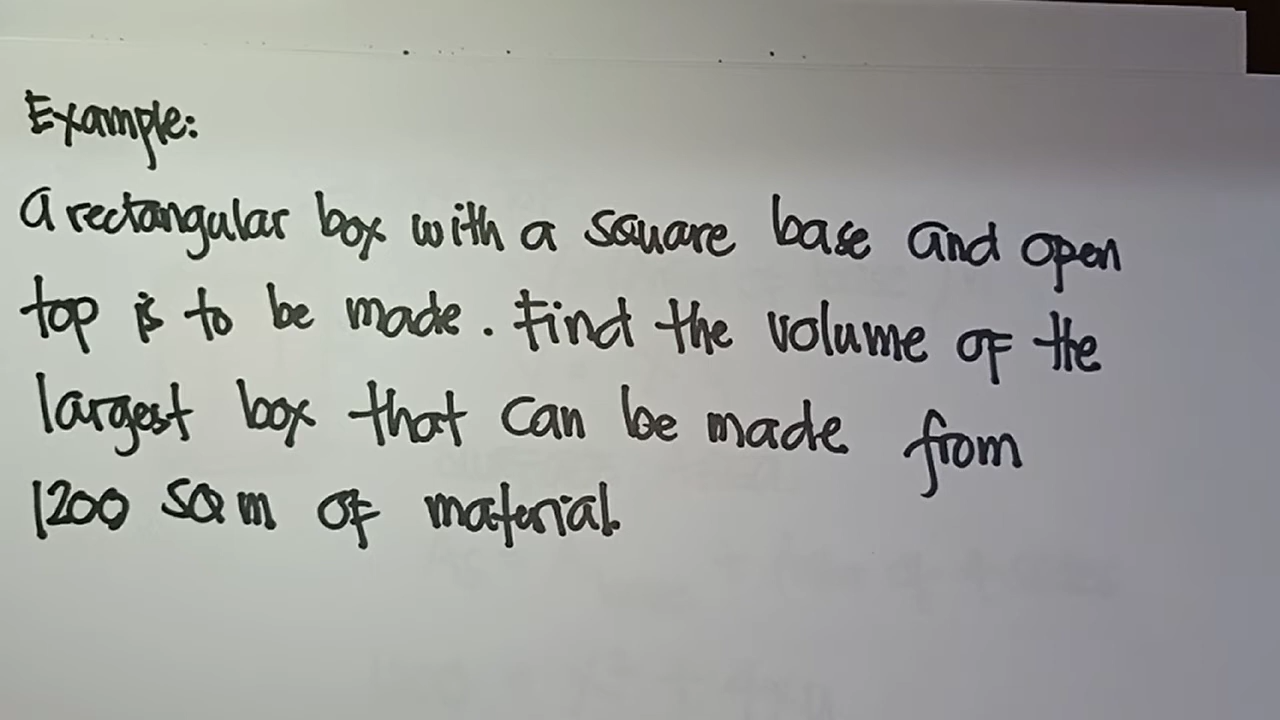 Example:
a rectangular box with a square base and open
top is to be made. Find the volume of the
largest box that can be made from
1200 sqm of material.